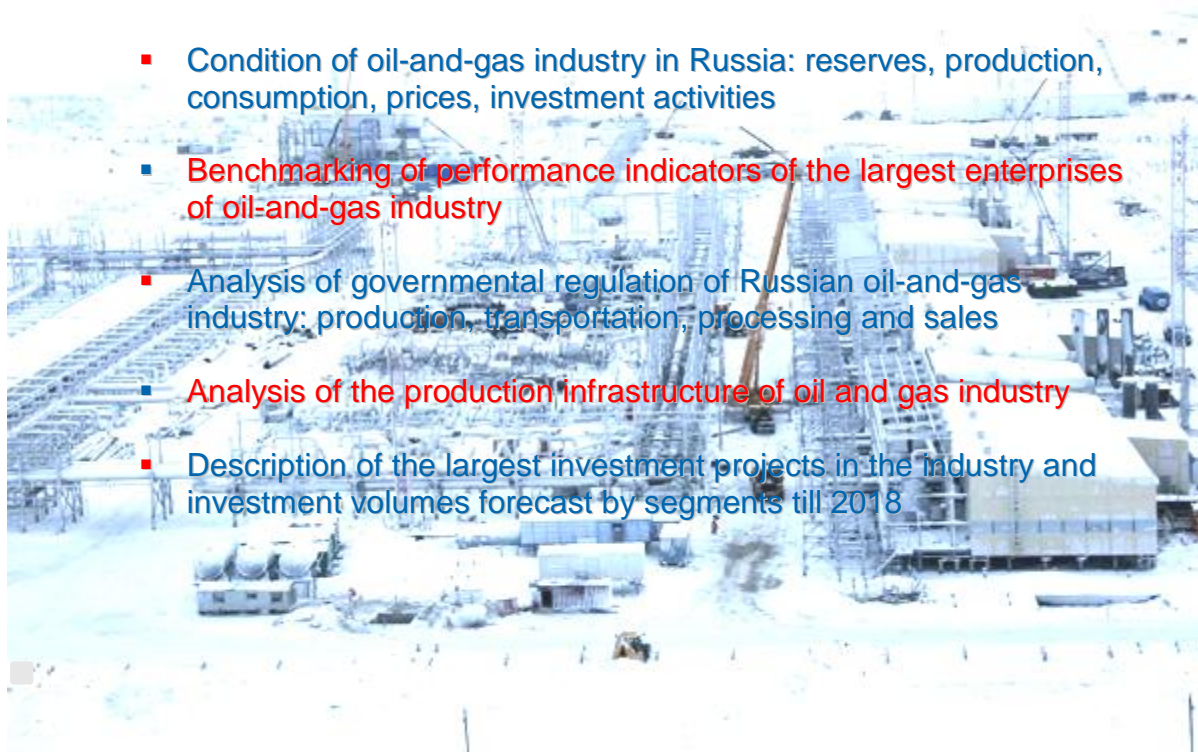 ▪ Condition of oil-and-gas industry in Russia: reserves, production,
consumption, prices, investment activities
▪ Benchmarking of performance indicators of the largest enterprises
of oil-and-gas industry
▪ Analysis of governmental regulation of Russian oil-and-gas
industry: production, transportation, processing and sales
▪ Analysis of the production infrastructure of oil and gas industry
▪ Description of the largest investment projects in the industry and
investment volumes forecast by segments till 2018